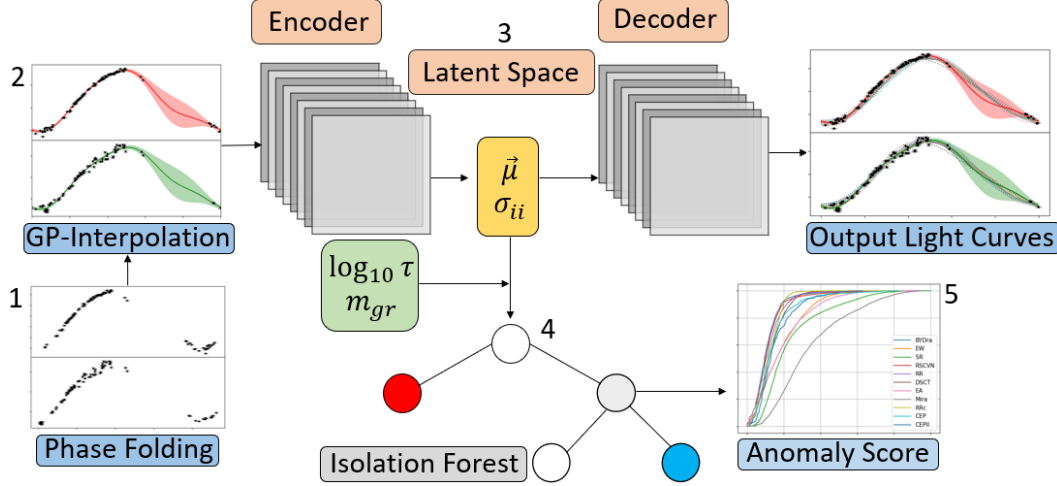 Encoder
3
Decoder
Latent Space
2
GP-Interpolation
μ⃗
σᵢᵢ
Output Light Curves
log₁₀ τ
m_gr
1
Phase Folding
4
5
BYDra
EW
SR
RSCVN
RR
DSCT
EA
Mira
RRc
CEP
CEPII
Isolation Forest
Anomaly Score